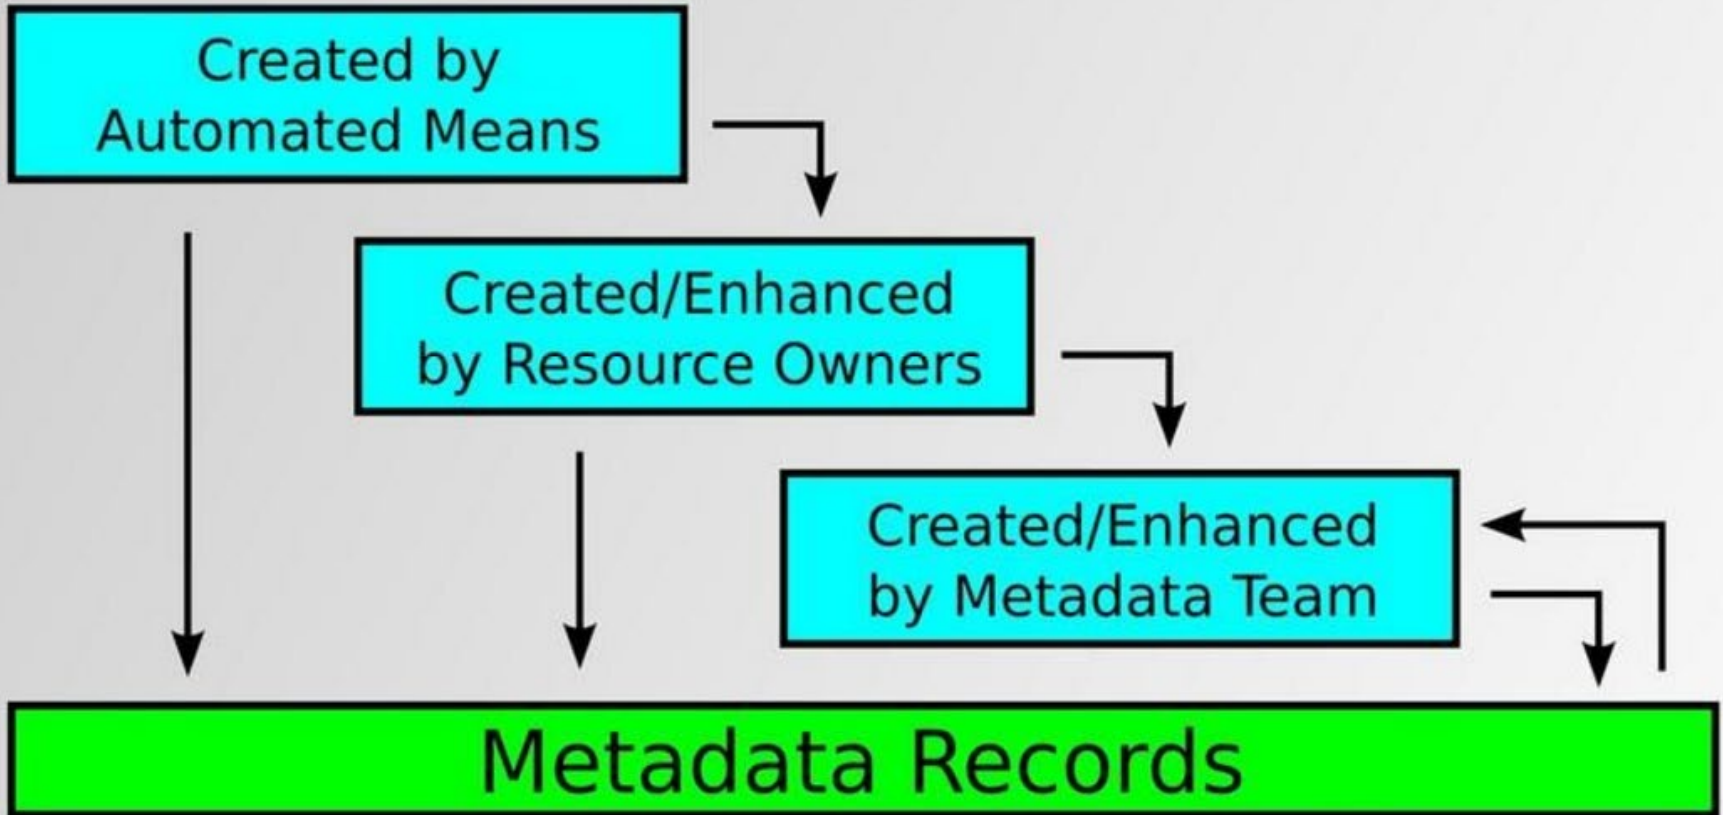 Created by
Automated Means
Created/Enhanced
by Resource Owners
Created/Enhanced
by Metadata Team
Metadata Records